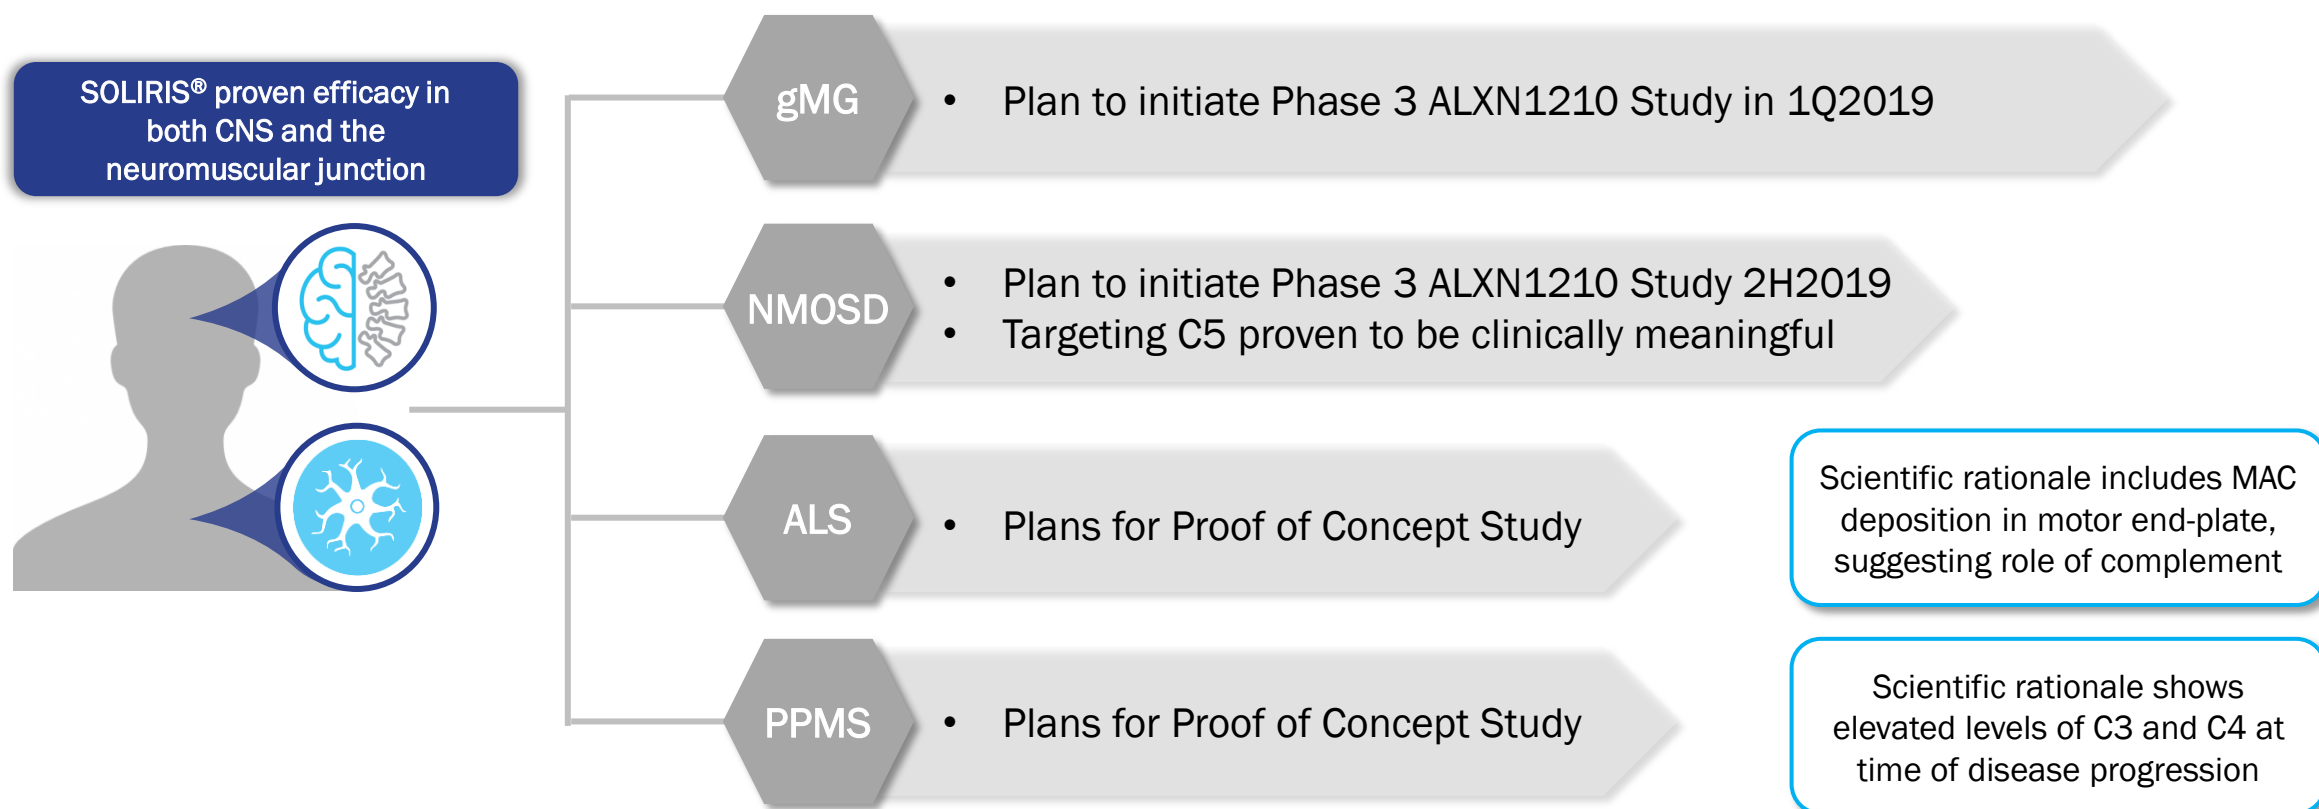 SOLIRIS® proven efficacy in
both CNS and the
neuromuscular junction
gMG
• Plan to initiate Phase 3 ALXN1210 Study in 1Q2019
NMOSD
• Plan to initiate Phase 3 ALXN1210 Study 2H2019
• Targeting C5 proven to be clinically meaningful
ALS
• Plans for Proof of Concept Study
Scientific rationale includes MAC
deposition in motor end-plate,
suggesting role of complement
PPMS
• Plans for Proof of Concept Study
Scientific rationale shows
elevated levels of C3 and C4 at
time of disease progression